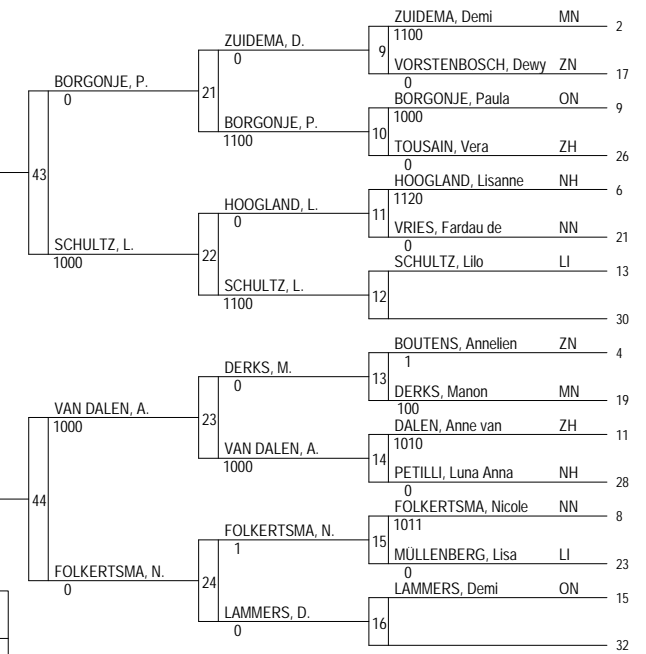 ZUIDEMA, Demi MN 2
1100
ZUIDEMA, D.
0
9
VORSTENBOSCH, Dewy ZN 17
0
BORGONJE, P.
0
21
BORGONJE, Paula ON 9
1000
BORGONJE, P.
1100
10
TOUSAIN, Vera ZH 26
0
43
HOOGLAND, Lisanne NH 6
1120
HOOGLAND, L.
0
11
VRIES, Fardau de NN 21
0
SCHULTZ, L.
1000
22
SCHULTZ, Lilo LI 13
SCHULTZ, L.
1100
12
30
BOUTENS, Annelien ZN 4
1
DERKS, M.
0
13
DERKS, Manon MN 19
100
VAN DALEN, A.
1000
23
DALEN, Anne van ZH 11
1010
VAN DALEN, A.
1000
14
PETILLI, Luna Anna NH 28
0
44
FOLKERTSMA, Nicole NN 8
1011
FOLKERTSMA, N.
1
15
MÜLLENBERG, Lisa LI 23
0
FOLKERTSMA, N.
0
24
LAMMERS, Demi ON 15
LAMMERS, D.
0
16
32